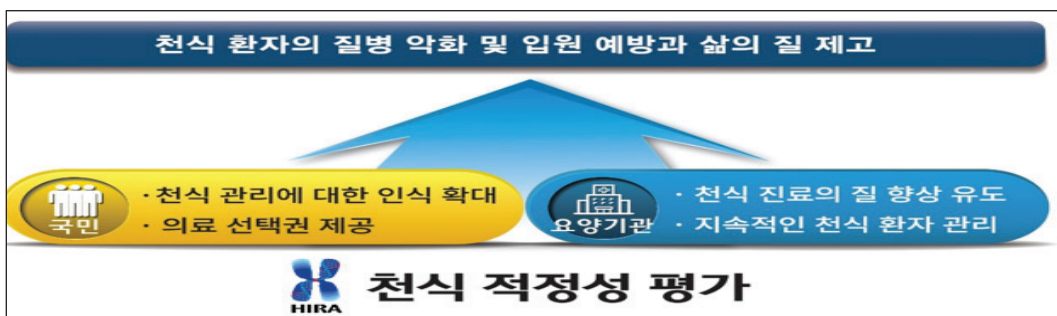 천식 환자의 질병 악화 및 입원 예방과 삶의 질 제고
국민
· 천식 관리에 대한 인식 확대
· 의료 선택권 제공
요양기관
· 천식 진료의 질 향상 유도
· 지속적인 천식 환자 관리
HIRA
천식 적정성 평가